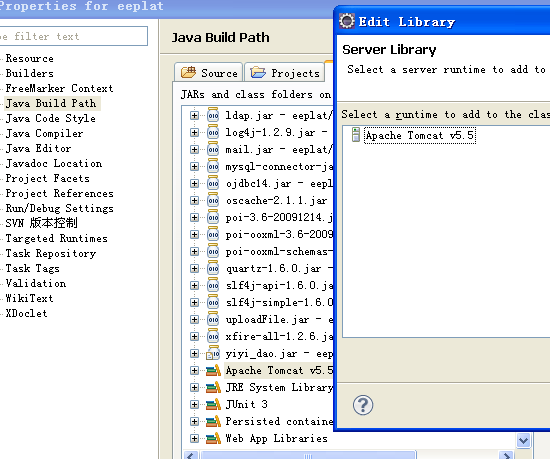 Properties for eeplat
pe filter text
Resource
Builders
FreeMarker Context
Java Build Path
Java Code Style
Java Compiler
Java Editor
Javadoc Location
Project Facets
Project References
Run/Debug Settings
SVN 版本控制
Targeted Runtimes
Task Repository
Task Tags
Validation
WikiText
XDoclet
Java Build Path
Source
Projects
JARs and class folders on
ldap.jar - eeplat/
log4j-1.2.9.jar -
mail.jar - eeplat/
mysql-connector-ja
ojdbc14.jar - eepl
oscache-2.1.1.jar
poi-3.6-20091214.j
poi-ooxml-3.6-2009
poi-ooxml-schemas-
quartz-1.6.0.jar -
slf4j-api-1.6.0.ja
slf4j-simple-1.6.0
uploadFile.jar - e
xfire-all-1.2.6.ja
yiyi_dao.jar - eep
Apache Tomcat v5.5
JRE System Library
JUnit 3
Persisted containe
Web App Libraries
Edit Library
Server Library
Select a server runtime to add to
Select a runtime to add to the clas
Apache Tomcat v5.5